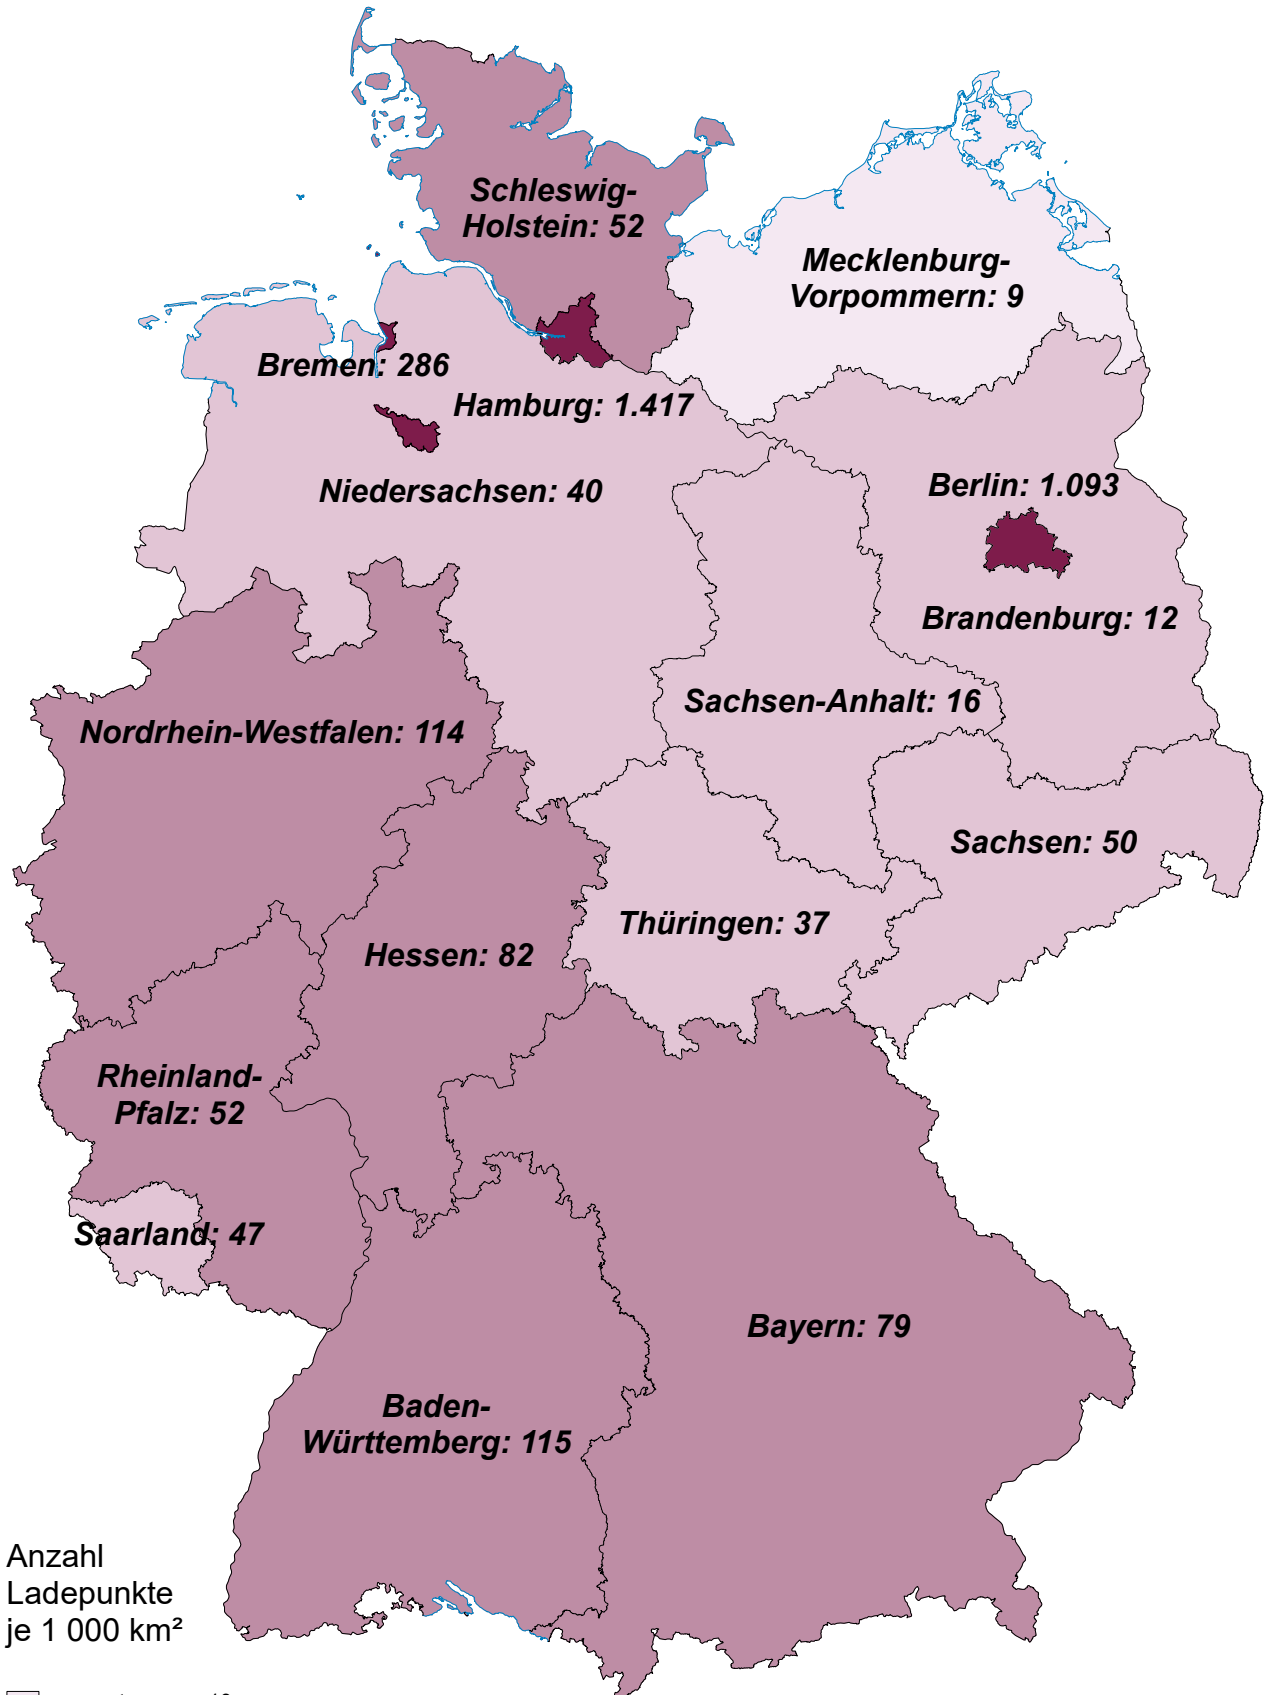 Schleswig-
Holstein: 52
Mecklenburg-
Vorpommern: 9
Bremen: 286
Hamburg: 1.417
Niedersachsen: 40
Berlin: 1.093
Brandenburg: 12
Sachsen-Anhalt: 16
Nordrhein-Westfalen: 114
Sachsen: 50
Thüringen: 37
Hessen: 82
Rheinland-
Pfalz: 52
Saarland: 47
Bayern: 79
Baden-
Württemberg: 115
Anzahl
Ladepunkte
je 1 000 km²